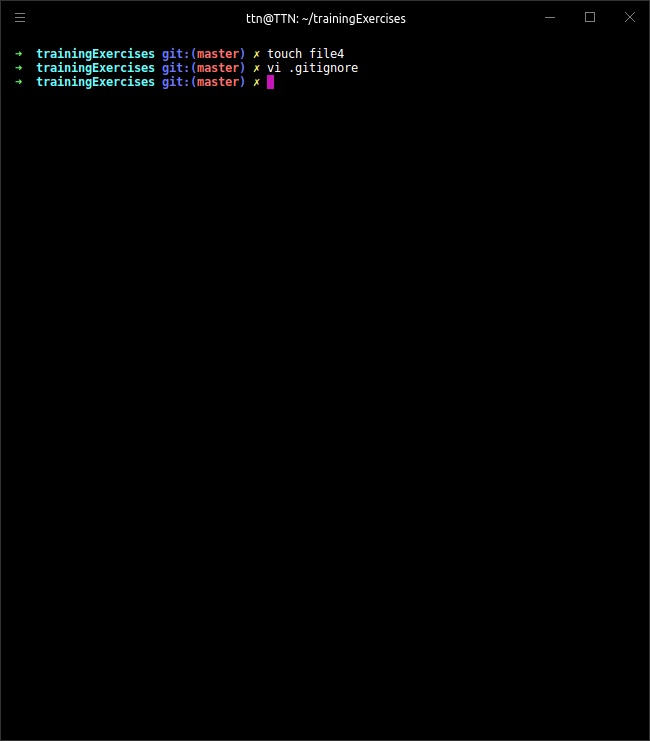 ttn@TTN: ~/trainingExercises
➜ trainingExercises git:(master) ✗ touch file4
➜ trainingExercises git:(master) ✗ vi .gitignore
➜ trainingExercises git:(master) ✗